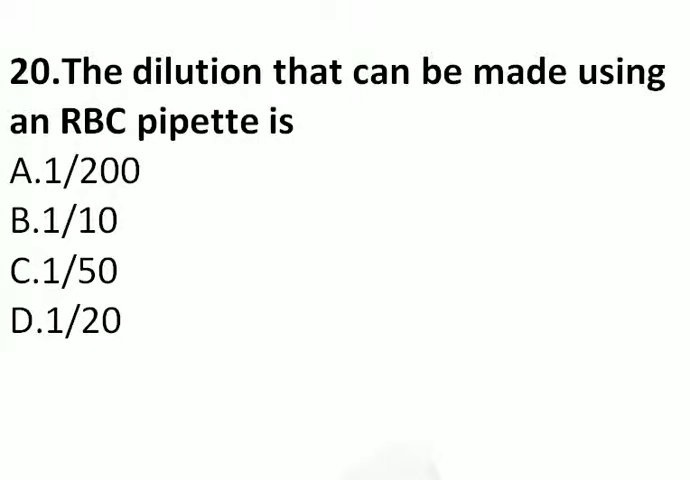 20.The dilution that can be made using
an RBC pipette is
A.1/200
B.1/10
C.1/50
D.1/20